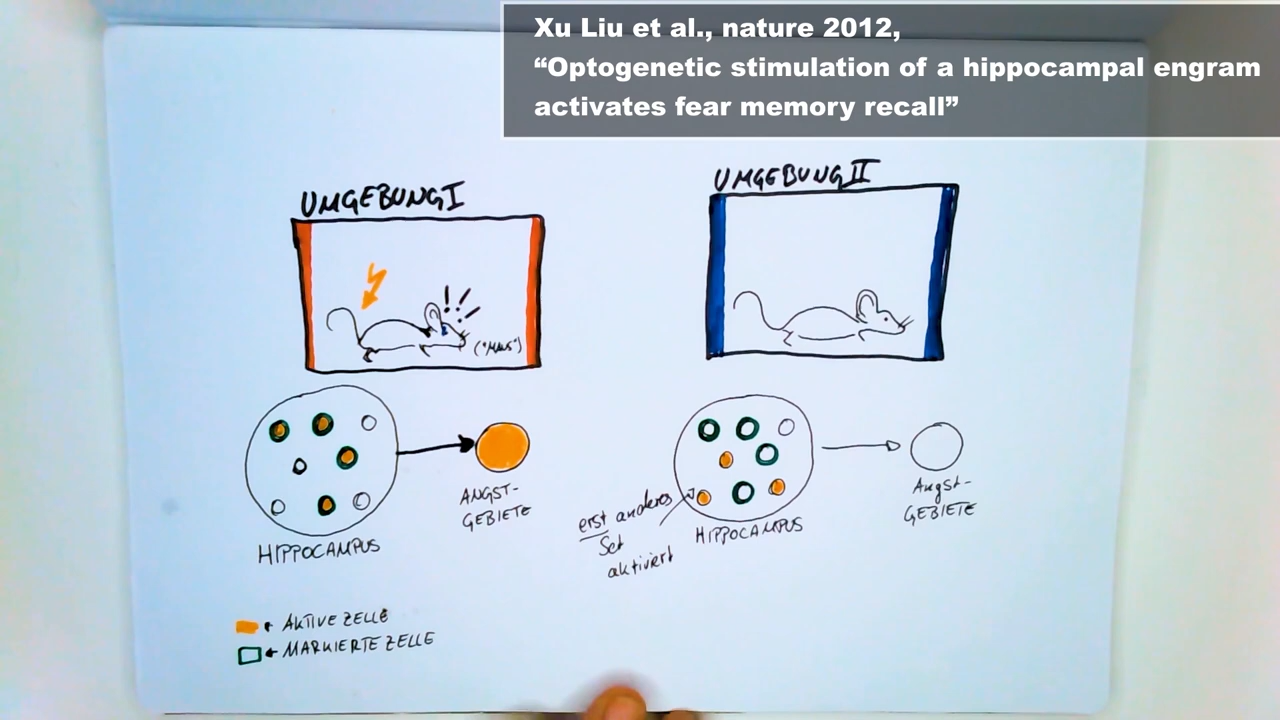 Xu Liu et al., nature 2012,
“Optogenetic stimulation of a hippocampal engram
activates fear memory recall”
UMGEBUNG I
UMGEBUNG II
! ! !
("MAUS")
ANGST-
GEBIETE
HIPPOCAMPUS
Angst-
GEBIETE
HIPPOCAMPUS
erst anderes
Set
aktiviert
AKTIVE ZELLE
MARKIERTE ZELLE